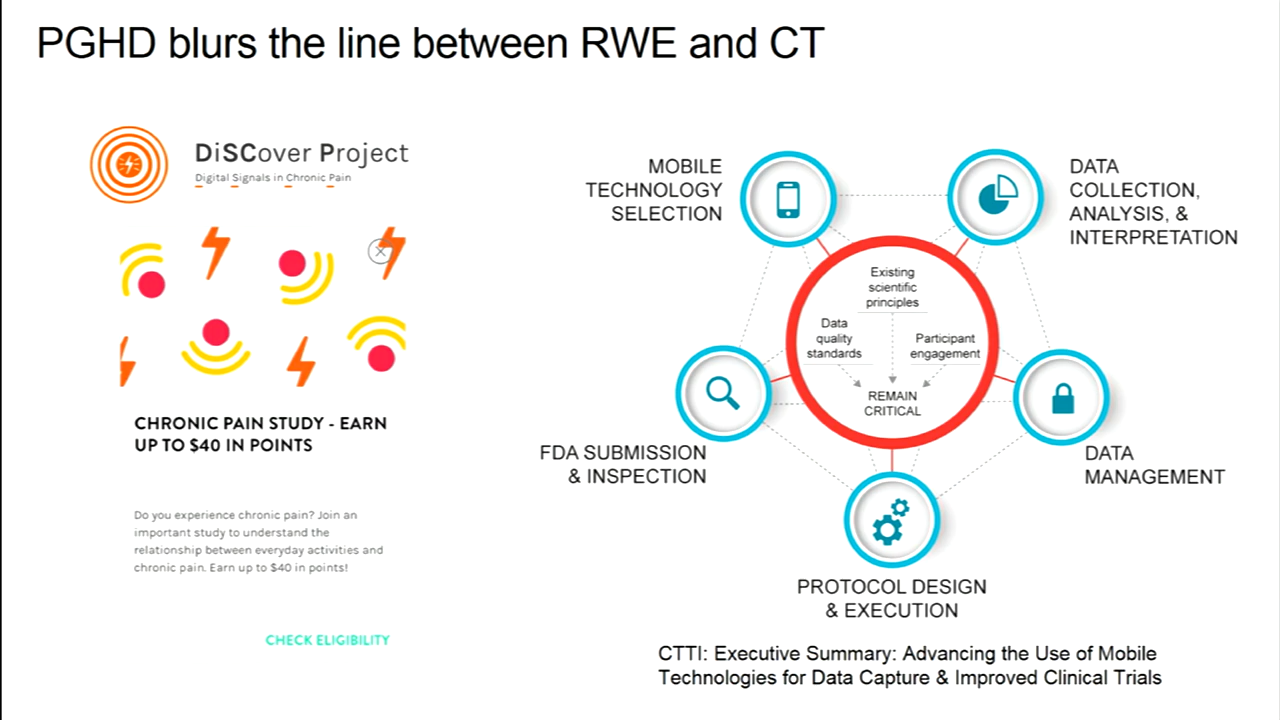 PGHD blurs the line between RWE and CT
DiSCover Project
Digital Signals in Chronic Pain
CHRONIC PAIN STUDY - EARN
UP TO $40 IN POINTS
Do you experience chronic pain? Join an
important study to understand the
relationship between everyday activities and
chronic pain. Earn up to $40 in points!
CHECK ELIGIBILITY
MOBILE
TECHNOLOGY
SELECTION
DATA
COLLECTION,
ANALYSIS, &
INTERPRETATION
Existing
scientific
principles
Data
quality
standards
Participant
engagement
REMAIN
CRITICAL
FDA SUBMISSION
& INSPECTION
DATA
MANAGEMENT
PROTOCOL DESIGN
& EXECUTION
CTTI: Executive Summary: Advancing the Use of Mobile
Technologies for Data Capture & Improved Clinical Trials